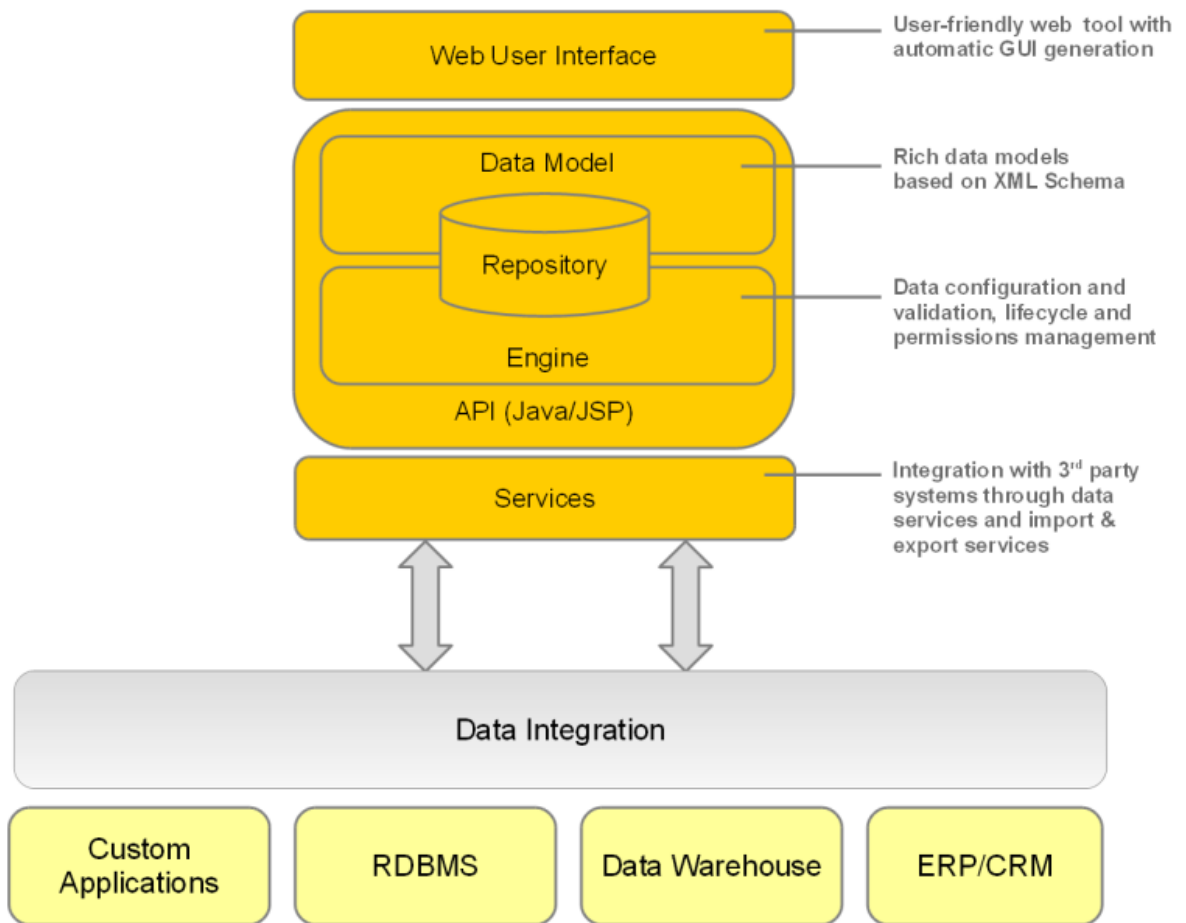 Web User Interface
User-friendly web tool with
automatic GUI generation
Data Model
Rich data models
based on XML Schema
Repository
Data configuration and
validation, lifecycle and
permissions management
Engine
API (Java/JSP)
Services
Integration with 3rd party
systems through data
services and import &
export services
Data Integration
Custom
Applications
RDBMS
Data Warehouse
ERP/CRM